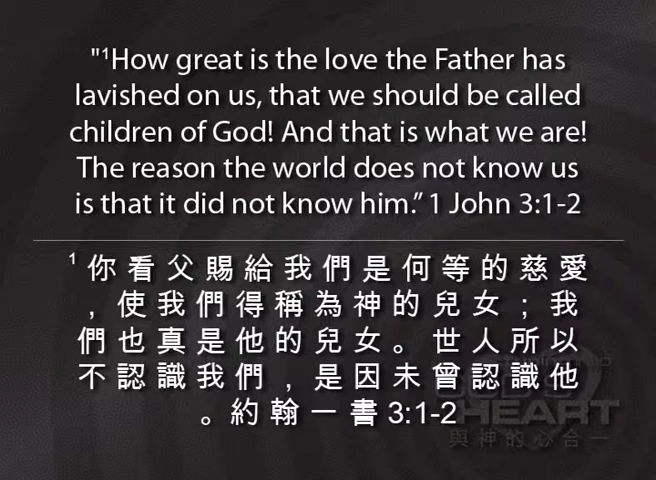 "¹How great is the love the Father has
lavished on us, that we should be called
children of God! And that is what we are!
The reason the world does not know us
is that it did not know him.” 1 John 3:1-2
¹ 你看父賜給我們是何等的慈愛
，使我們得稱為神的兒女；我
們也真是他的兒女。世人所以
不認識我們，是因未曾認識他
。約翰一書 3:1-2
GOD'S
HEART
與神的心合一